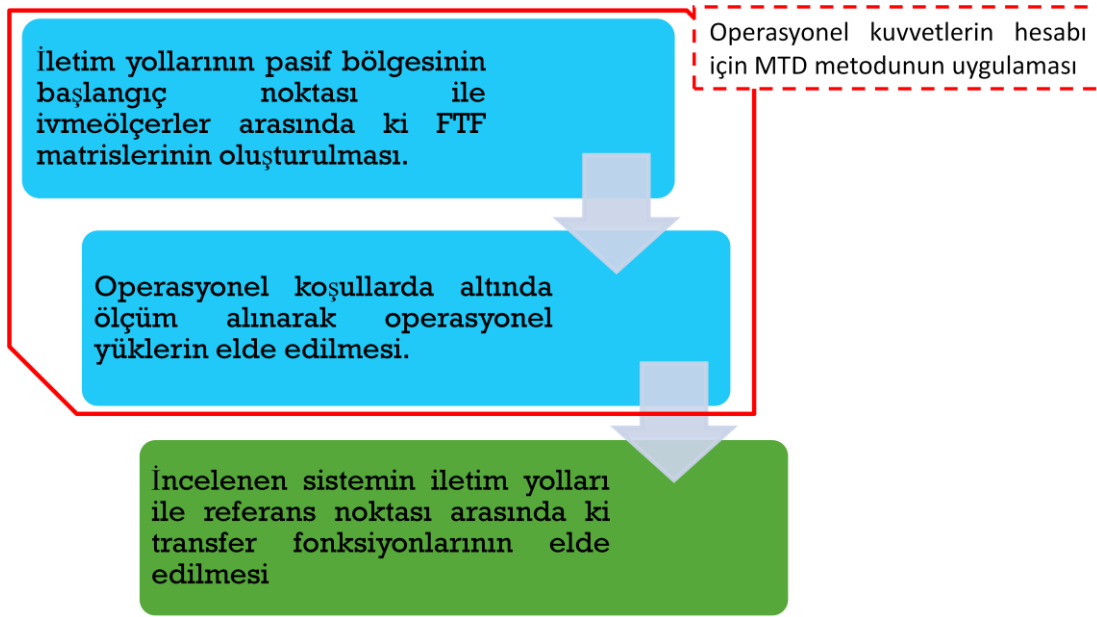 Operasyonel kuvvetlerin hesabı
için MTD metodunun uygulaması
İletim yollarının pasif bölgesinin
başlangıç noktası ile
ivmeölçerler arasında ki FTF
matrislerinin oluşturulması.
Operasyonel koşullarda altında
ölçüm alınarak operasyonel
yüklerin elde edilmesi.
İncelenen sistemin iletim yolları
ile referans noktası arasında ki
transfer fonksiyonlarının elde
edilmesi